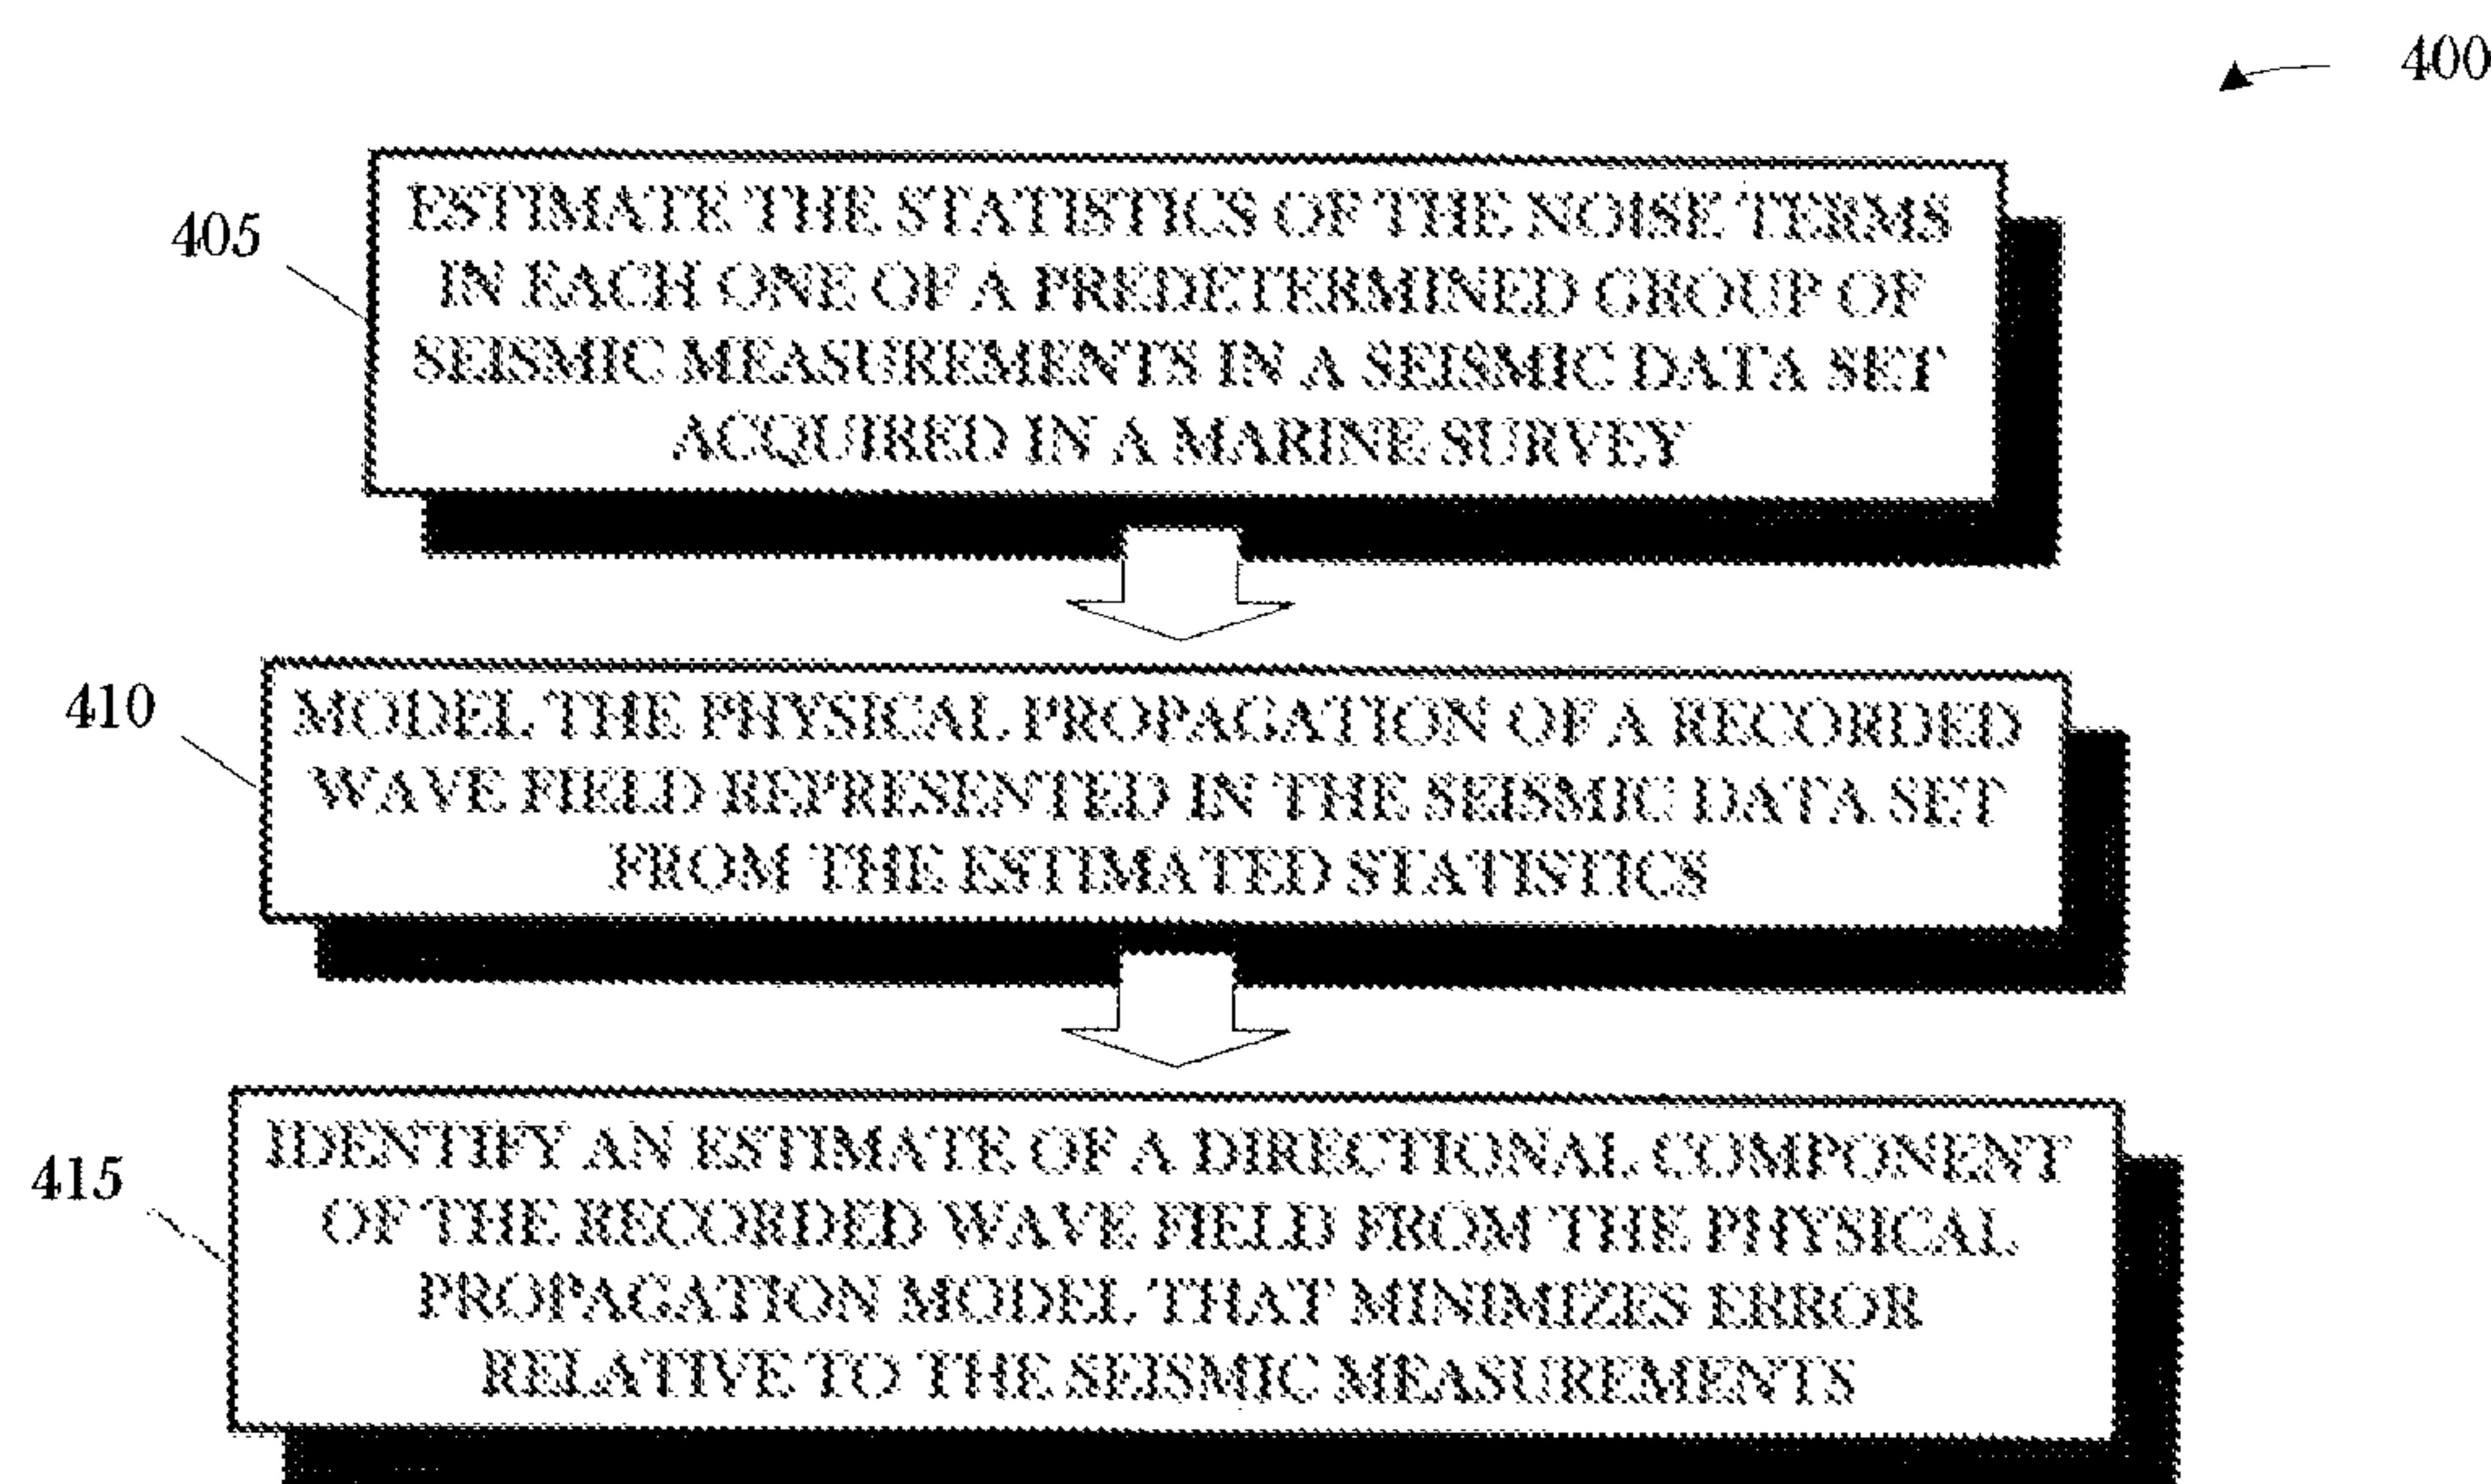 400
405
ESTIMATE THE STATISTICS OF THE NOISE TERMS
IN EACH ONE OF A PREDETERMINED GROUP OF
SEISMIC MEASUREMENTS IN A SEISMIC DATA SET
ACQUIRED IN A MARINE SURVEY
410
MODEL THE PHYSICAL PROPAGATION OF A RECORDED
WAVE FIELD REPRESENTED IN THE SEISMIC DATA SET
FROM THE ESTIMATED STATISTICS
415
IDENTIFY AN ESTIMATE OF A DIRECTIONAL COMPONENT
OF THE RECORDED WAVE FIELD FROM THE PHYSICAL
PROPAGATION MODEL THAT MINIMIZES ERROR
RELATIVE TO THE SEISMIC MEASUREMENTS